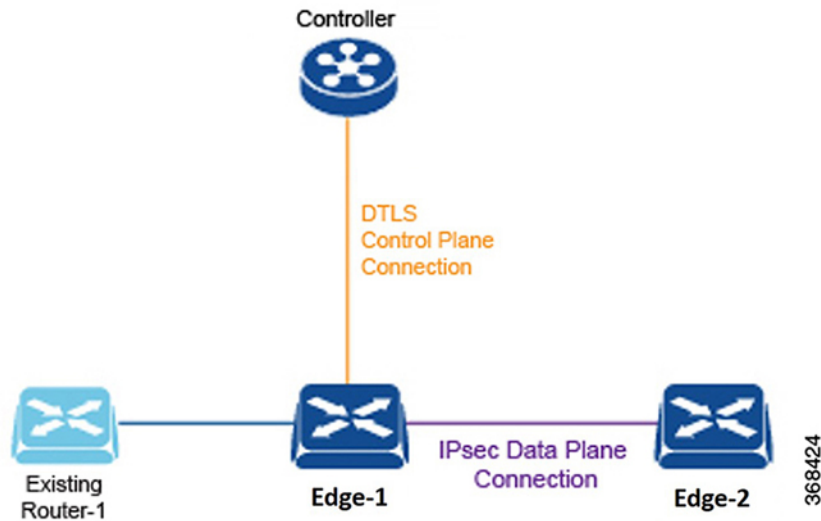 Controller
DTLS
Control Plane
Connection
IPsec Data Plane
Connection
Existing
Router-1
Edge-1
Edge-2
368424